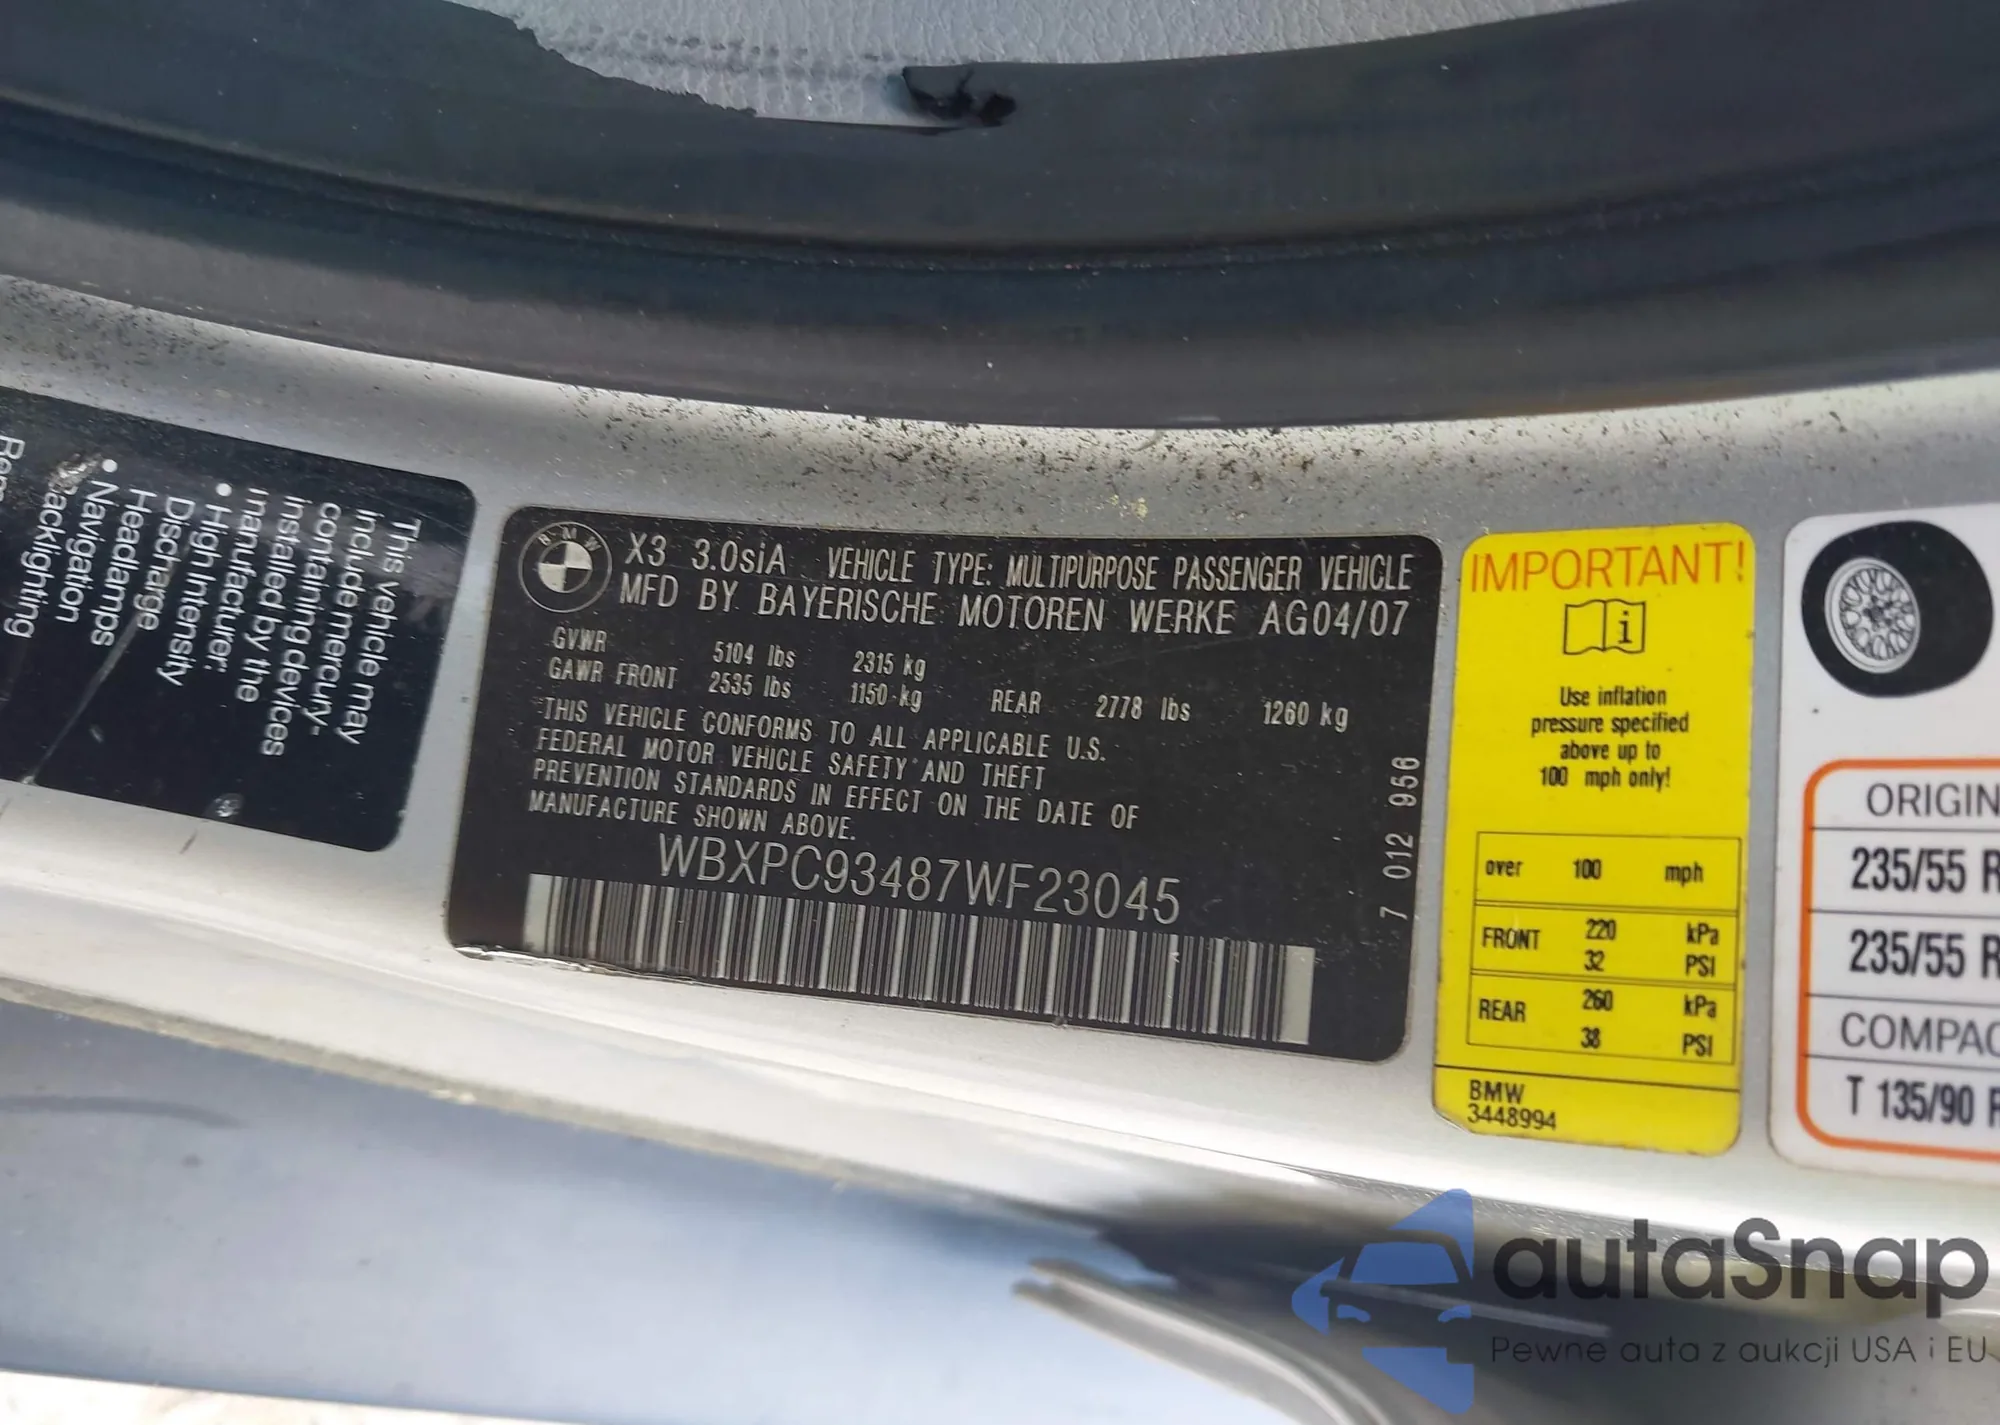 This vehicle may
include mercury-
containing devices
installed by the
manufacturer:
• High Intensity
Discharge
Headlamps
• Navigation
Backlighting
BMW
X3 3.0siA VEHICLE TYPE: MULTIPURPOSE PASSENGER VEHICLE
MFD BY BAYERISCHE MOTOREN WERKE AG04/07
GVWR 5104 lbs 2315 kg
GAWR FRONT 2535 lbs 1150 kg REAR 2778 lbs 1260 kg
THIS VEHICLE CONFORMS TO ALL APPLICABLE U.S.
FEDERAL MOTOR VEHICLE SAFETY AND THEFT
PREVENTION STANDARDS IN EFFECT ON THE DATE OF
MANUFACTURE SHOWN ABOVE.
WBXPC93487WF23045
7 012 956
IMPORTANT!
i
Use inflation
pressure specified
above up to
100 mph only!
over 100 mph
FRONT 220 kPa
32 PSI
REAR 260 kPa
38 PSI
BMW
3448994
ORIGIN
235/55 R
235/55 R
COMPAC
T 135/90 R
autaSnap
Pewne auta z aukcji USA i EU